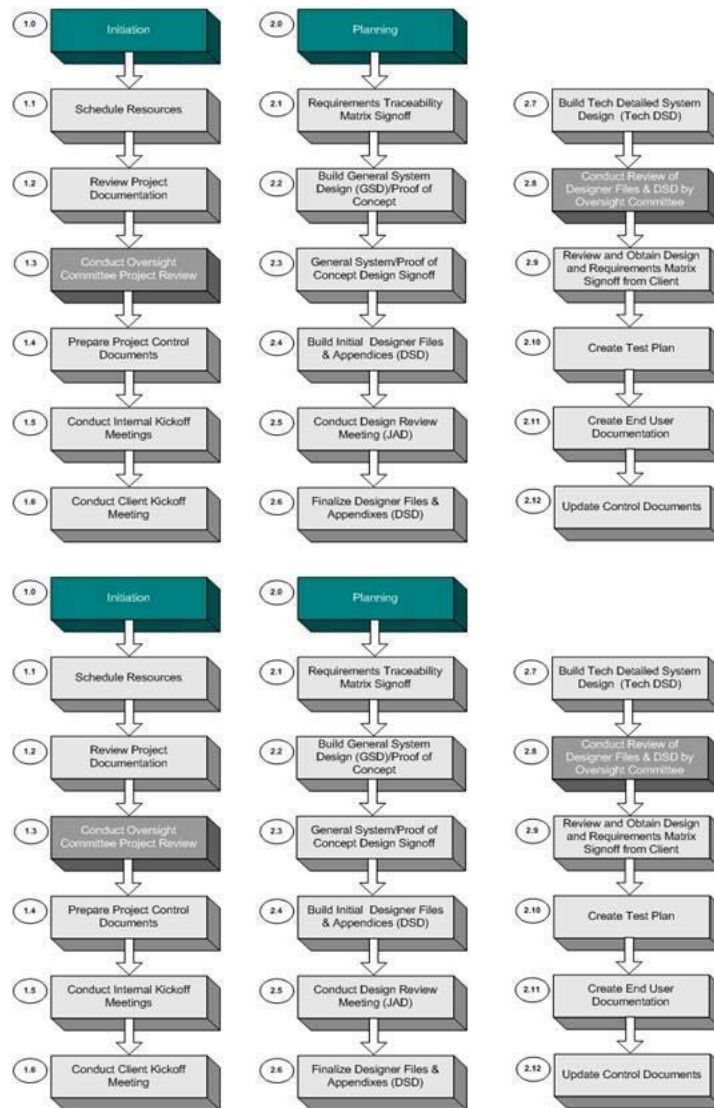 1.0
Initiation
1.1
Schedule Resources
1.2
Review Project
Documentation
1.3
Conduct Oversight
Committee Project Review
1.4
Prepare Project Control
Documents
1.5
Conduct Internal Kickoff
Meetings
1.6
Conduct Client Kickoff
Meeting
2.0
Planning
2.1
Requirements Traceability
Matrix Signoff
2.2
Build General System
Design (GSD)/Proof of
Concept
2.3
General System/Proof of
Concept Design Signoff
2.4
Build Initial Designer Files
& Appendices (DSD)
2.5
Conduct Design Review
Meeting (JAD)
2.6
Finalize Designer Files &
Appendixes (DSD)
2.7
Build Tech Detailed System
Design (Tech DSD)
2.8
Conduct Review of
Designer Files & DSD by
Oversight Committee
2.9
Review and Obtain Design
and Requirements Matrix
Signoff from Client
2.10
Create Test Plan
2.11
Create End User
Documentation
2.12
Update Control Documents
1.0
Initiation
1.1
Schedule Resources
1.2
Review Project
Documentation
1.3
Conduct Oversight
Committee Project Review
1.4
Prepare Project Control
Documents
1.5
Conduct Internal Kickoff
Meetings
1.6
Conduct Client Kickoff
Meeting
2.0
Planning
2.1
Requirements Traceability
Matrix Signoff
2.2
Build General System
Design (GSD)/Proof of
Concept
2.3
General System/Proof of
Concept Design Signoff
2.4
Build Initial Designer Files
& Appendices (DSD)
2.5
Conduct Design Review
Meeting (JAD)
2.6
Finalize Designer Files &
Appendixes (DSD)
2.7
Build Tech Detailed System
Design (Tech DSD)
2.8
Conduct Review of
Designer Files & DSD by
Oversight Committee
2.9
Review and Obtain Design
and Requirements Matrix
Signoff from Client
2.10
Create Test Plan
2.11
Create End User
Documentation
2.12
Update Control Documents